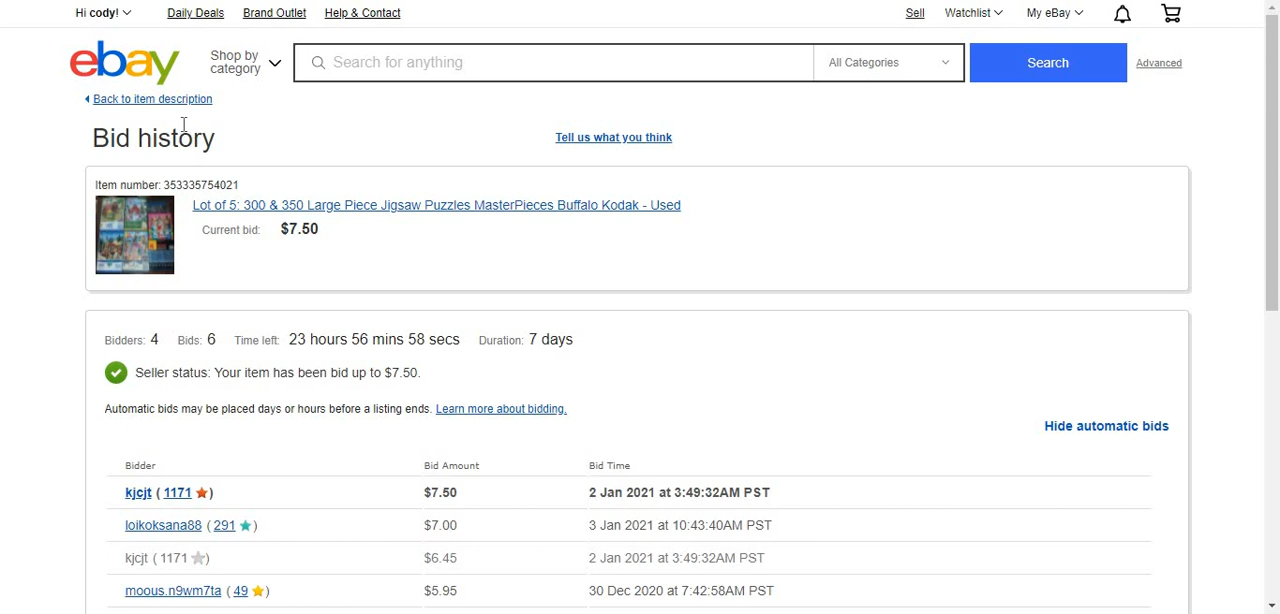 Hi cody!
Daily Deals
Brand Outlet
Help & Contact
Sell
Watchlist
My eBay
ebay
Shop by category
Search for anything
All Categories
Search
Advanced
Back to item description
Bid history
Tell us what you think
Item number: 353335754021
Lot of 5: 300 & 350 Large Piece Jigsaw Puzzles MasterPieces Buffalo Kodak - Used
Current bid: $7.50
Bidders: 4 Bids: 6 Time left: 23 hours 56 mins 58 secs Duration: 7 days
Seller status: Your item has been bid up to $7.50.
Automatic bids may be placed days or hours before a listing ends. Learn more about bidding.
Hide automatic bids
Bidder Bid Amount Bid Time
kjcjt ( 1171 ) $7.50 2 Jan 2021 at 3:49:32AM PST
loikoksana88 ( 291 ) $7.00 3 Jan 2021 at 10:43:40AM PST
kjcjt ( 1171 ) $6.45 2 Jan 2021 at 3:49:32AM PST
moous.n9wm7ta ( 49 ) $5.95 30 Dec 2020 at 7:42:58AM PST